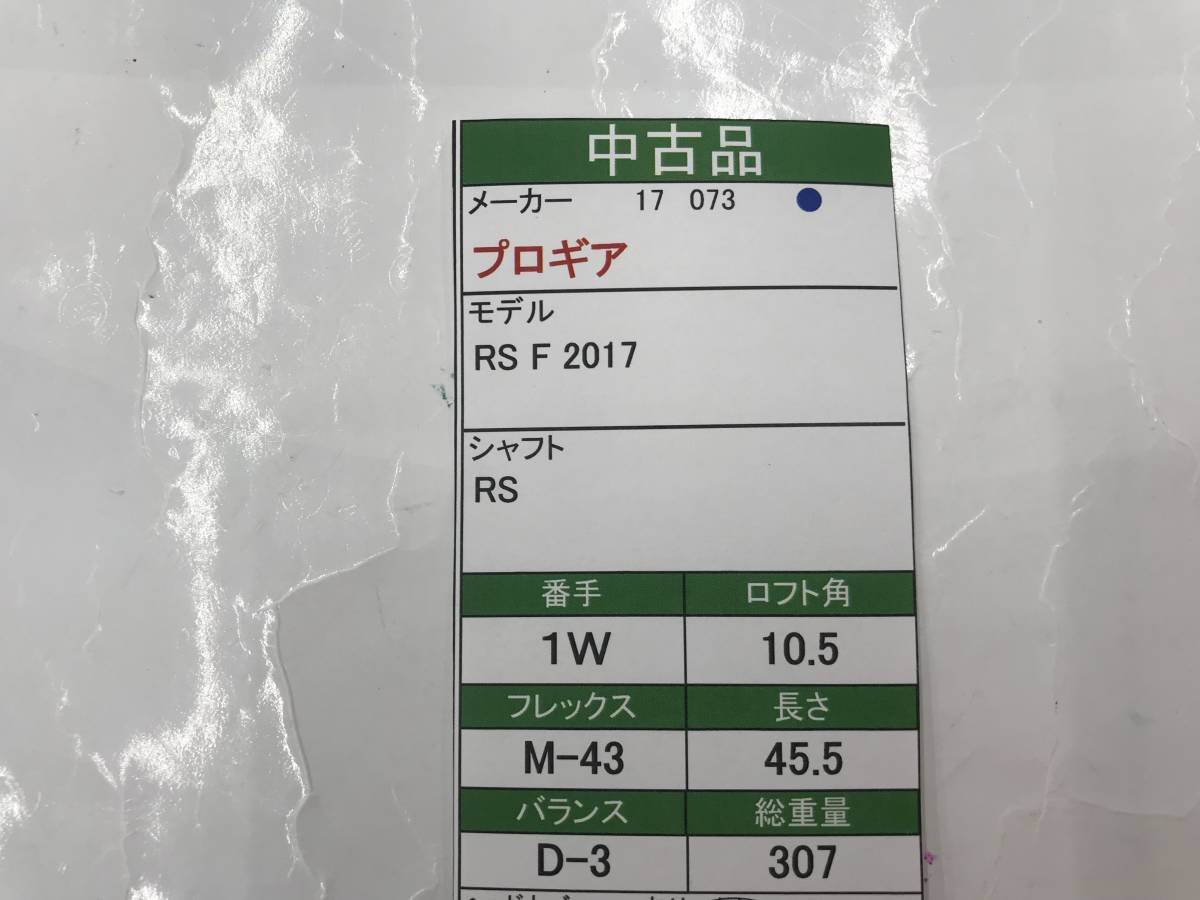 中古品
メーカー 17 073
プロギア
モデル
RS F 2017
シャフト
RS
番手 ロフト角
1W 10.5
フレックス 長さ
M-43 45.5
バランス 総重量
D-3 307